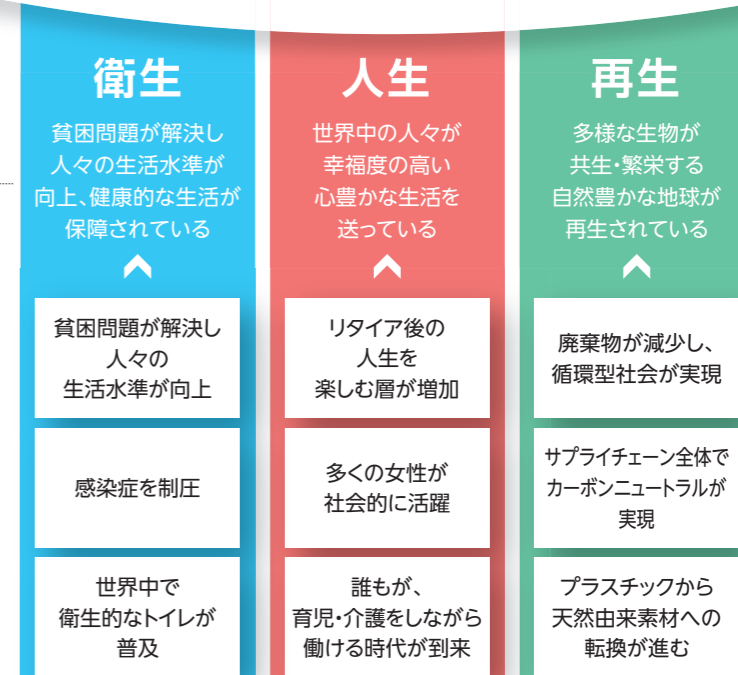 衛生
貧困問題が解決し
人々の生活水準が
向上、健康的な生活が
保障されている
貧困問題が解決し
人々の
生活水準が向上
感染症を制圧
世界中で
衛生的なトイレが
普及
人生
世界中の人々が
幸福度の高い
心豊かな生活を
送っている
リタイア後の
人生を
楽しむ層が増加
多くの女性が
社会的に活躍
誰もが、
育児・介護をしながら
働ける時代が到来
再生
多様な生物が
共生・繁栄する
自然豊かな地球が
再生されている
廃棄物が減少し、
循環型社会が実現
サプライチェーン全体で
カーボンニュートラルが
実現
プラスチックから
天然由来素材への
転換が進む